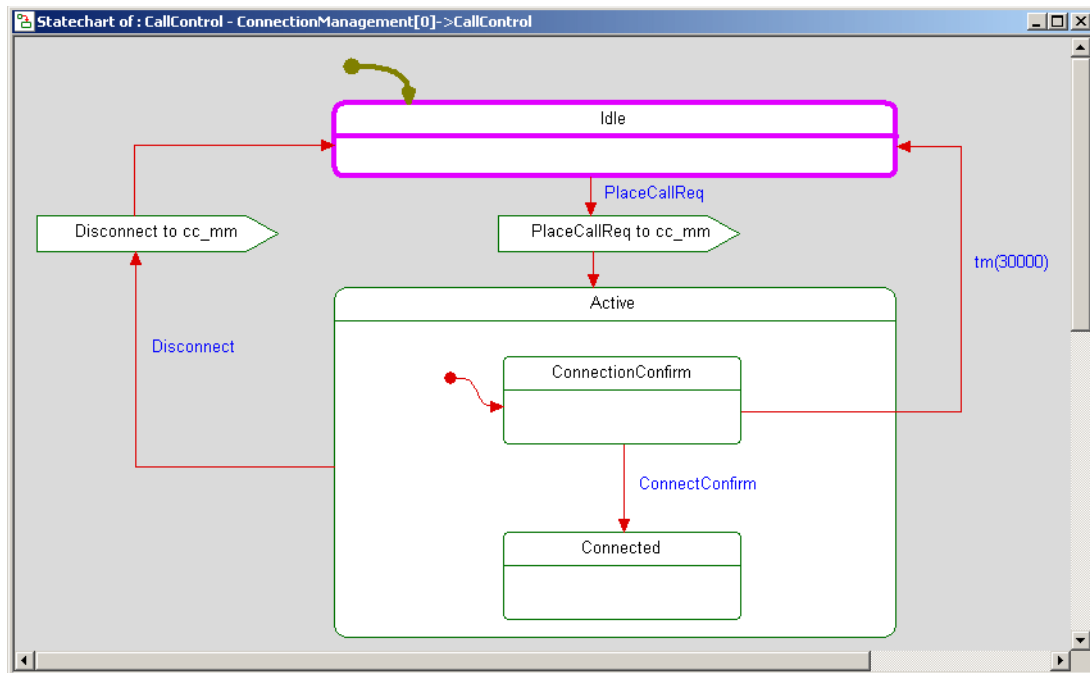 Statechart of : CallControl - ConnectionManagement[0]->CallControl
Idle
PlaceCallReq
Disconnect to cc_mm
PlaceCallReq to cc_mm
tm(30000)
Active
Disconnect
ConnectionConfirm
ConnectConfirm
Connected